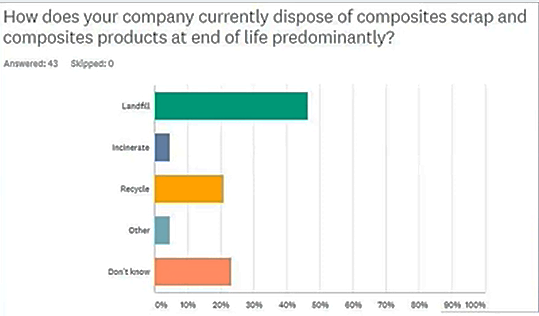 How does your company currently dispose of composites scrap and
composites products at end of life predominantly?
Answered: 43 Skipped: 0
Landfill
Incinerate
Recycle
Other
Don't know
0% 10% 20% 30% 40% 50% 60% 70% 80% 90% 100%